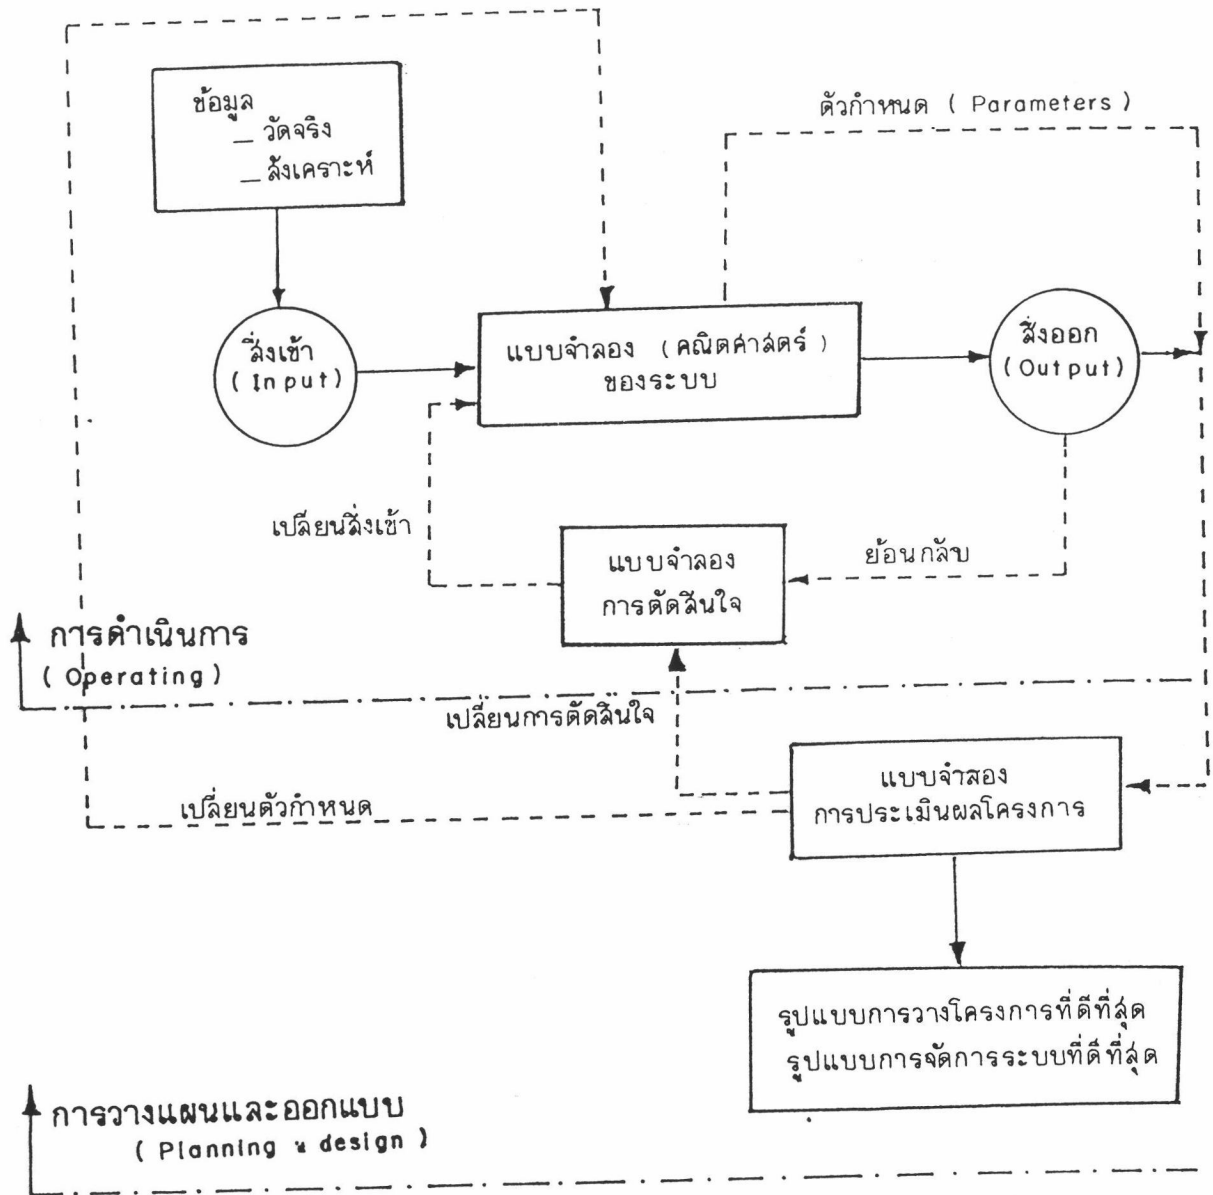 ข้อมูล
— วัดจริง
— สังเคราะห์
ตัวกำหนด ( Parameters )
สิ่งเข้า
( Input )
แบบจำลอง ( คณิตศาสตร์ )
ของระบบ
สิ่งออก
( Output )
เปลี่ยนสิ่งเข้า
แบบจำลอง
การตัดสินใจ
ย้อนกลับ
การดำเนินการ
( Operating )
เปลี่ยนการตัดสินใจ
เปลี่ยนตัวกำหนด
แบบจำลอง
การประเมินผลโครงการ
รูปแบบการวางโครงการที่ดีที่สุด
รูปแบบการจัดการระบบที่ดีที่สุด
การวางแผนและออกแบบ
( Planning & design )